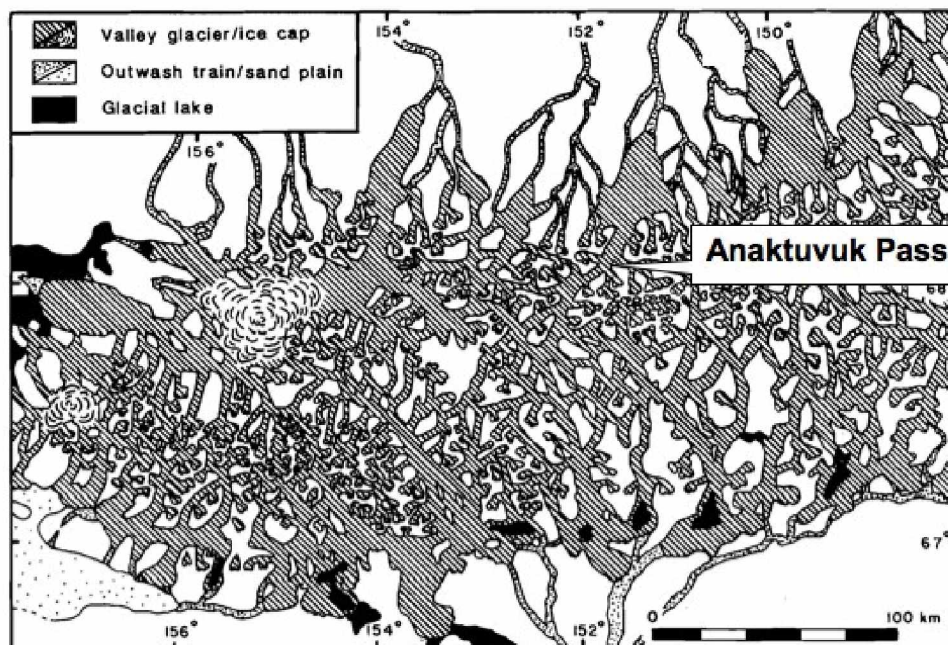 Valley glacier/ice cap
Outwash train/sand plain
Glacial lake
154°
152°
150°
156°
Anaktuvuk Pass
67°
0
100 km
156°
154°
152°